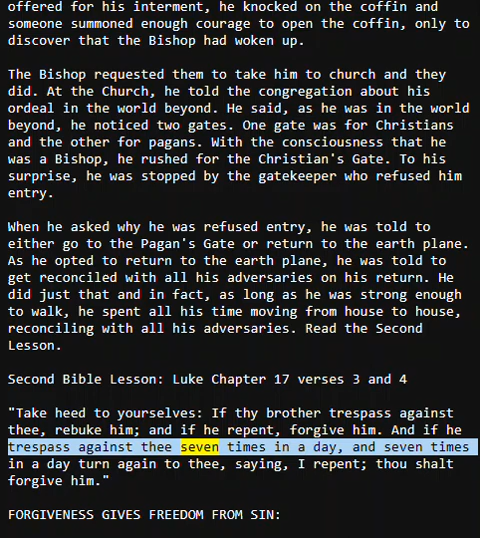 offered for his interment, he knocked on the coffin and
someone summoned enough courage to open the coffin, only to
discover that the Bishop had woken up.

The Bishop requested them to take him to church and they
did. At the Church, he told the congregation about his
ordeal in the world beyond. He said, as he was in the world
beyond, he noticed two gates. One gate was for Christians
and the other for pagans. With the consciousness that he
was a Bishop, he rushed for the Christian's Gate. To his
surprise, he was stopped by the gatekeeper who refused him
entry.

When he asked why he was refused entry, he was told to
either go to the Pagan's Gate or return to the earth plane.
As he opted to return to the earth plane, he was told to
get reconciled with all his adversaries on his return. He
did just that and in fact, as long as he was strong enough
to walk, he spent all his time moving from house to house,
reconciling with all his adversaries. Read the Second
Lesson.

Second Bible Lesson: Luke Chapter 17 verses 3 and 4

"Take heed to yourselves: If thy brother trespass against
thee, rebuke him; and if he repent, forgive him. And if he
trespass against thee seven times in a day, and seven times
in a day turn again to thee, saying, I repent; thou shalt
forgive him."

FORGIVENESS GIVES FREEDOM FROM SIN: